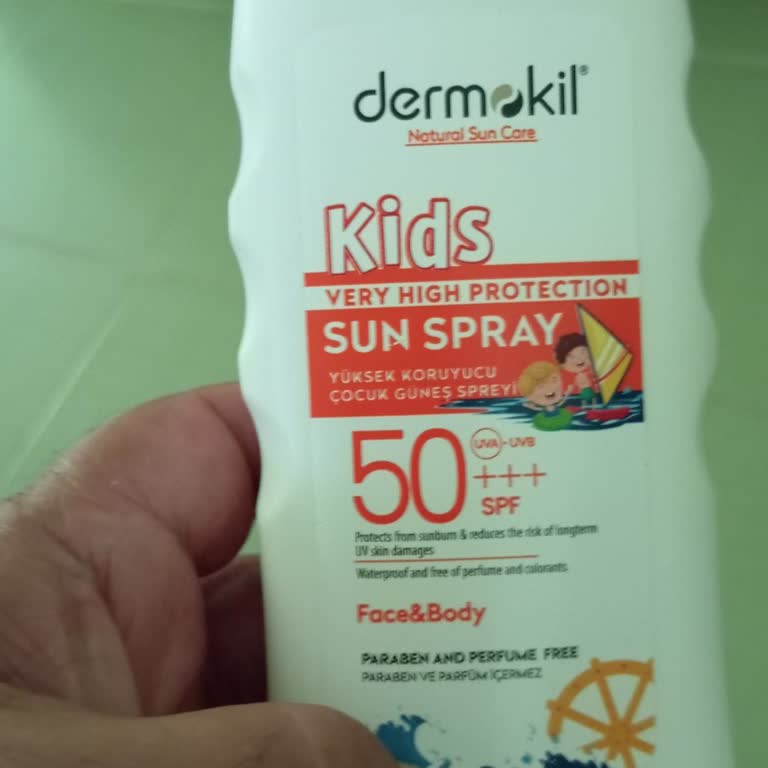 dermokil®
Natural Sun Care
Kids
VERY HIGH PROTECTION
SUN SPRAY
YÜKSEK KORUYUCU
ÇOCUK GÜNEŞ SPREYİ
50
UVA - UVB
+++
SPF
Protects from sunburn & reduces the risk of longterm
UV skin damages
Waterproof and free of perfume and colorants
Face&Body
PARABEN AND PERFUME FREE
PARABEN VE PARFÜM İÇERMEZ